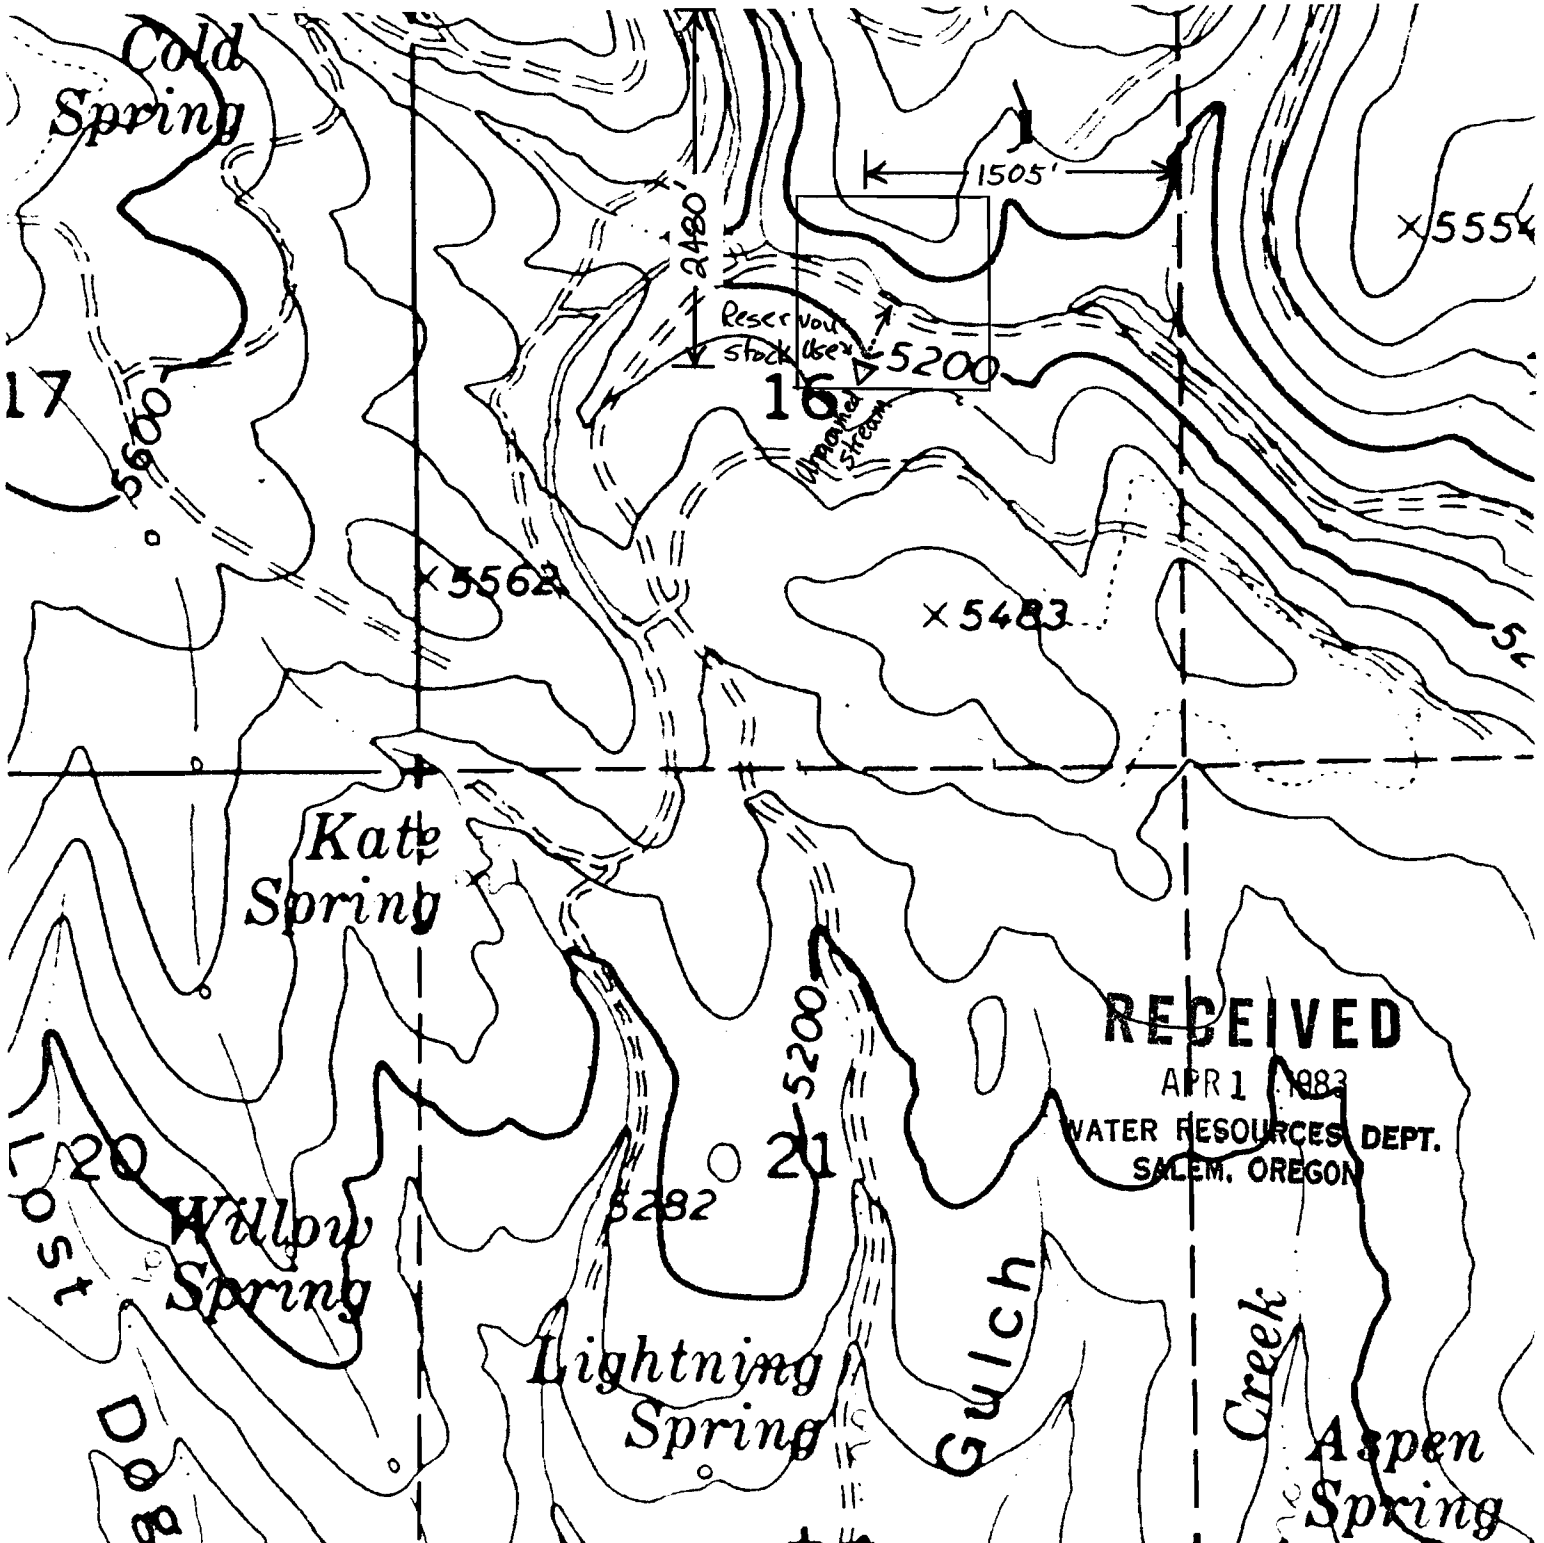 Cold
Spring
1505'
2480'
×5554
Reservoir
stock use
5200
17
16
5600
Unnamed
stream
×5562
×5483
Kate
Spring
5200
RECEIVED
APR 1 1983
WATER RESOURCES DEPT.
SALEM, OREGON
20
21
5282
Willow
Spring
Lost
Dog
Lightning
Spring
Gulch
Creek
Aspen
Spring